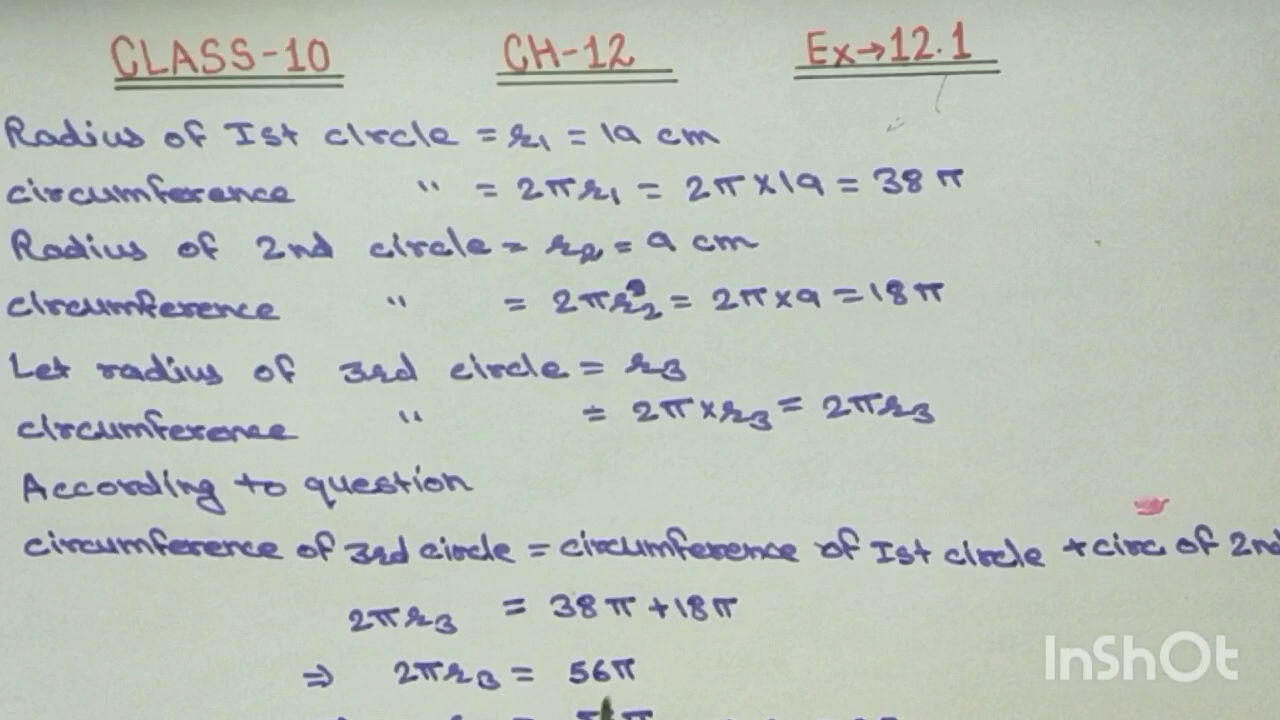 CLASS-10 CH-12 Ex→12.1
Radius of Ist circle = r₁ = 19 cm
circumference " = 2πr₁ = 2π×19 = 38π
Radius of 2nd circle = r₂ = 9 cm
circumference " = 2πr₂ = 2π×9 = 18π
Let radius of 3rd circle = r₃
circumference " = 2π×r₃ = 2πr₃
According to question
circumference of 3rd circle = circumference of Ist circle + circ of 2nd
2πr₃ = 38π+18π
⇒ 2πr₃ = 56π
InShOt